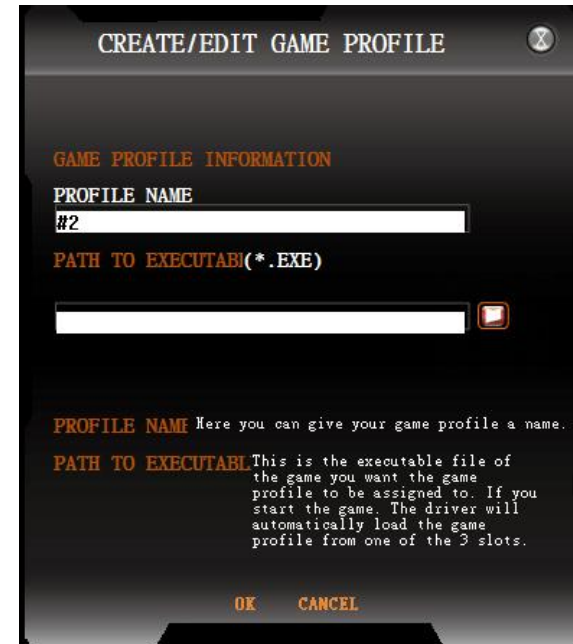 CREATE/EDIT GAME PROFILE
X
GAME PROFILE INFORMATION
PROFILE NAME
#2
PATH TO EXECUTABl(*.EXE)
PROFILE NAME Here you can give your game profile a name.
PATH TO EXECUTABL This is the executable file of
the game you want the game
profile to be assigned to. If you
start the game. The driver will
automatically load the game
profile from one of the 3 slots.
OK CANCEL